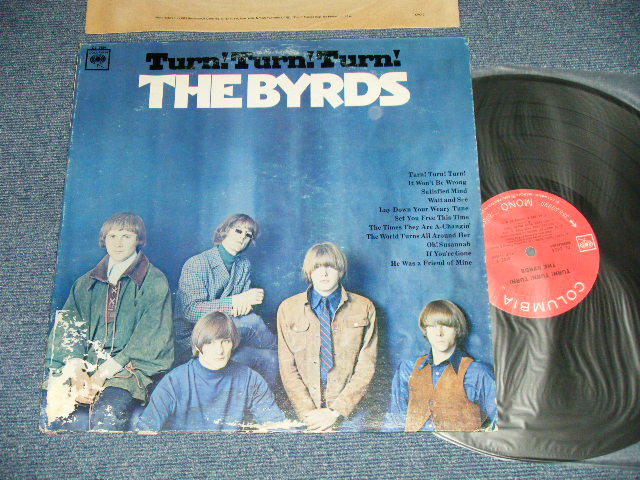 Turn! Turn! Turn!
THE BYRDS
Turn! Turn! Turn!
It Won't Be Wrong
Satisfied Mind
Wait and See
Lay Down Your Weary Tune
Set You Free This Time
The Times They Are A-Changin'
The World Turns All Around Her
Oh! Susannah
If You're Gone
He Was a Friend of Mine
COLUMBIA
MONO
TURN! TURN! TURN!
THE BYRDS